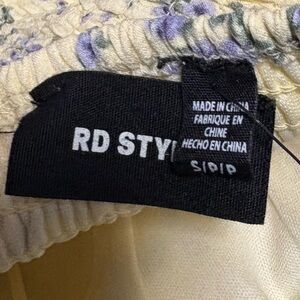 RD STY
MADE IN CHINA
FABRIQUE EN
CHINE
HECHO EN CHINA
S/P/P